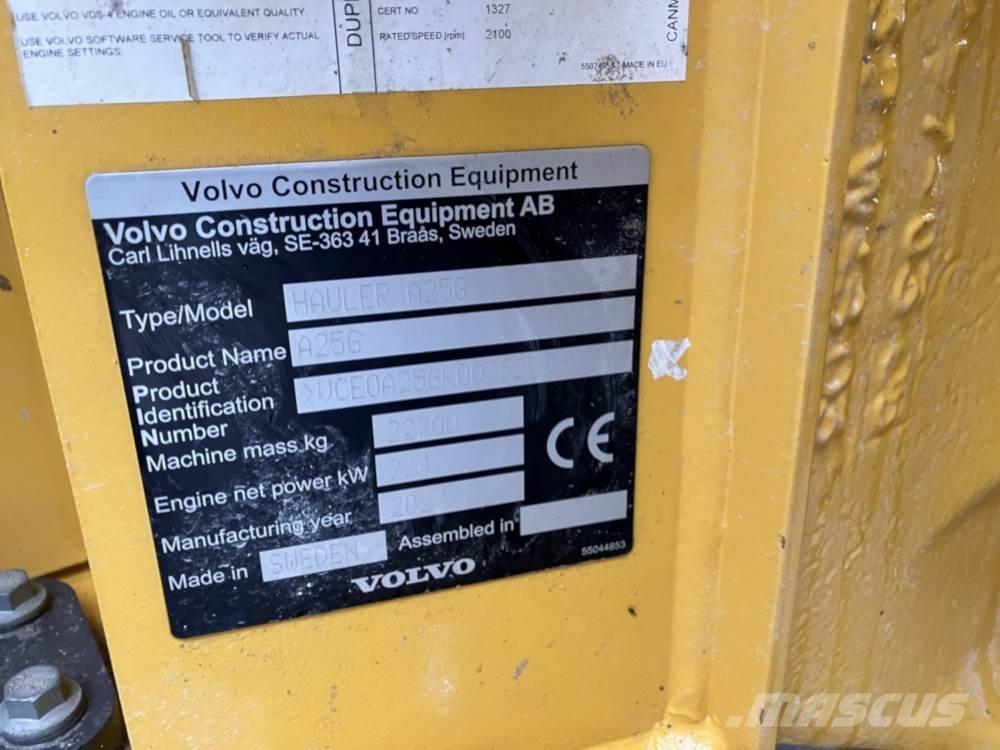 USE VOLVO VDS-4 ENGINE OIL OR EQUIVALENT QUALITY
USE VOLVO SOFTWARE SERVICE TOOL TO VERIFY ACTUAL
ENGINE SETTINGS.
CERT NO 1327
RATED SPEED [rpm] 2100
MADE IN EU
Volvo Construction Equipment
Volvo Construction Equipment AB
Carl Lihnells väg, SE-363 41 Braås, Sweden
Type/Model HAULER A25G
Product Name A25G
Product
Identification
Number
Machine mass kg 22700
Engine net power kW
Manufacturing year
Made in SWEDEN Assembled in
CE
VOLVO 55044853
MASCUS